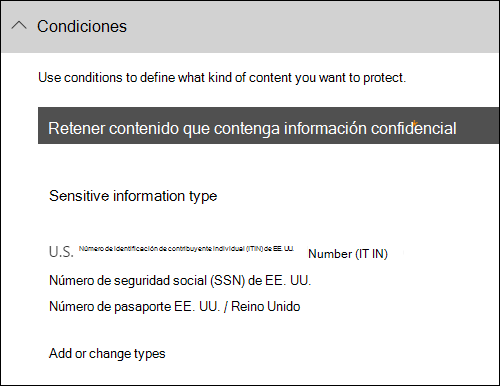 Condiciones
Use conditions to define what kind of content you want to protect.
Retener contenido que contenga información confidencial
Sensitive information type
U.S. Número de identificación de contribuyente individual (ITIN) de EE. UU. Number (IT IN)
Número de seguridad social (SSN) de EE. UU.
Número de pasaporte EE. UU. / Reino Unido
Add or change types